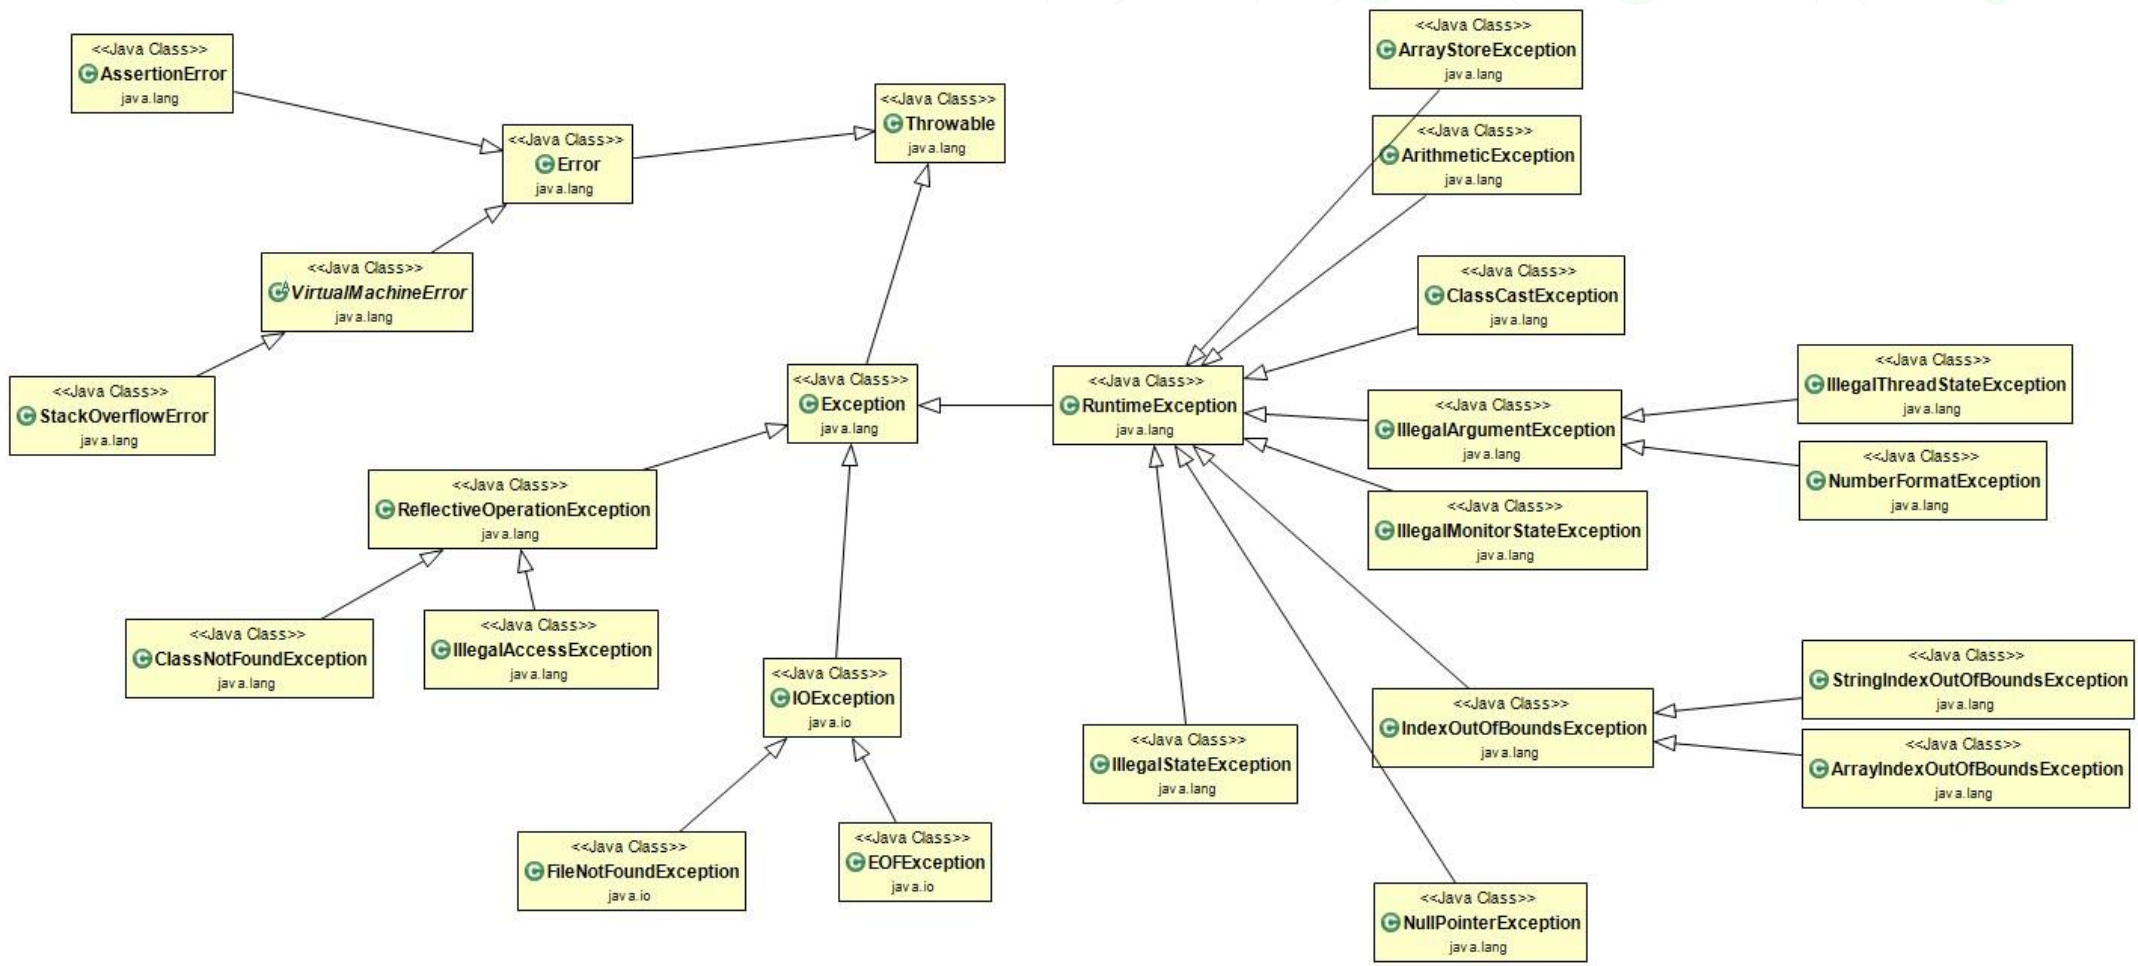 <<Java Class>>
AssertionError
java.lang
<<Java Class>>
Error
java.lang
<<Java Class>>
Throwable
java.lang
<<Java Class>>
VirtualMachineError
java.lang
<<Java Class>>
StackOverflowError
java.lang
<<Java Class>>
Exception
java.lang
<<Java Class>>
ReflectiveOperationException
java.lang
<<Java Class>>
ClassNotFoundException
java.lang
<<Java Class>>
IllegalAccessException
java.lang
<<Java Class>>
IOException
java.io
<<Java Class>>
FileNotFoundException
java.io
<<Java Class>>
EOFException
java.io
<<Java Class>>
RuntimeException
java.lang
<<Java Class>>
ArrayStoreException
java.lang
<<Java Class>>
ArithmeticException
java.lang
<<Java Class>>
ClassCastException
java.lang
<<Java Class>>
IllegalArgumentException
java.lang
<<Java Class>>
IllegalThreadStateException
java.lang
<<Java Class>>
NumberFormatException
java.lang
<<Java Class>>
IllegalMonitorStateException
java.lang
<<Java Class>>
IllegalStateException
java.lang
<<Java Class>>
IndexOutOfBoundsException
java.lang
<<Java Class>>
StringIndexOutOfBoundsException
java.lang
<<Java Class>>
ArrayIndexOutOfBoundsException
java.lang
<<Java Class>>
NullPointerException
java.lang